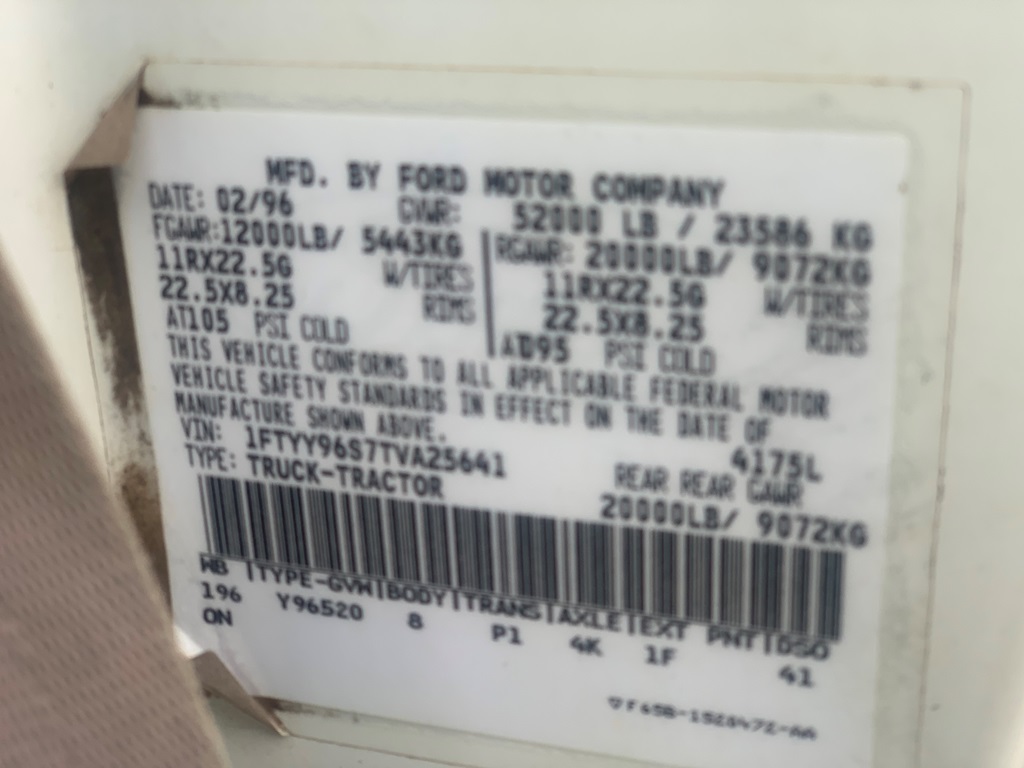 MFD. BY FORD MOTOR COMPANY
DATE: 02/96 GVWR: 52000 LB / 23586 KG
FGAWR:12000LB/ 5443KG RGAWR: 20000LB/ 9072KG
11RX22.5G W/TIRES 11RX22.5G W/TIRES
22.5X8.25 RIMS 22.5X8.25 RIMS
AT105 PSI COLD 95 PSI COLD
THIS VEHICLE CONFORMS TO ALL APPLICABLE FEDERAL MOTOR
VEHICLE SAFETY STANDARDS IN EFFECT ON THE DATE OF
MANUFACTURE SHOWN ABOVE.
VIN: 1FTYY96S7TVA25641 4175L
TYPE: TRUCK-TRACTOR REAR REAR GAWR
20000LB/ 9072KG
WB |TYPE-GVW|BODY|TRANS|AXLE|EXT PNT|DSO
196 Y96520 8 P1 4K 1F 41
ON